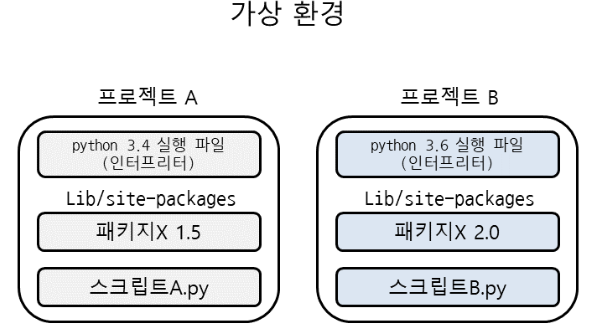 가상 환경
프로젝트 A
python 3.4 실행 파일
(인터프리터)
Lib/site-packages
패키지X 1.5
스크립트A.py
프로젝트 B
python 3.6 실행 파일
(인터프리터)
Lib/site-packages
패키지X 2.0
스크립트B.py